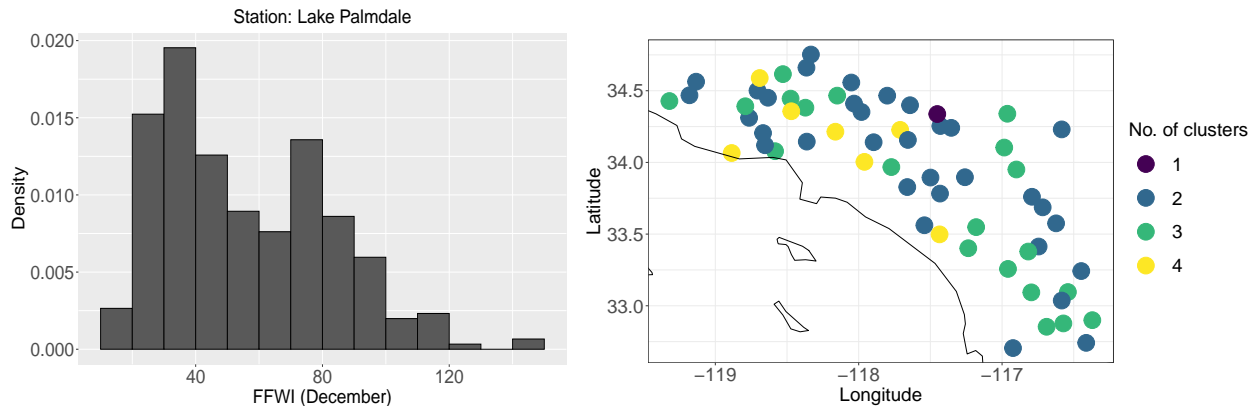 Station: Lake Palmdale
0.020
0.015
0.010
0.005
0.000
Density
40 80 120
FFWI (December)
34.5
34.0
33.5
33.0
Latitude
−119 −118 −117
Longitude
No. of clusters
1
2
3
4